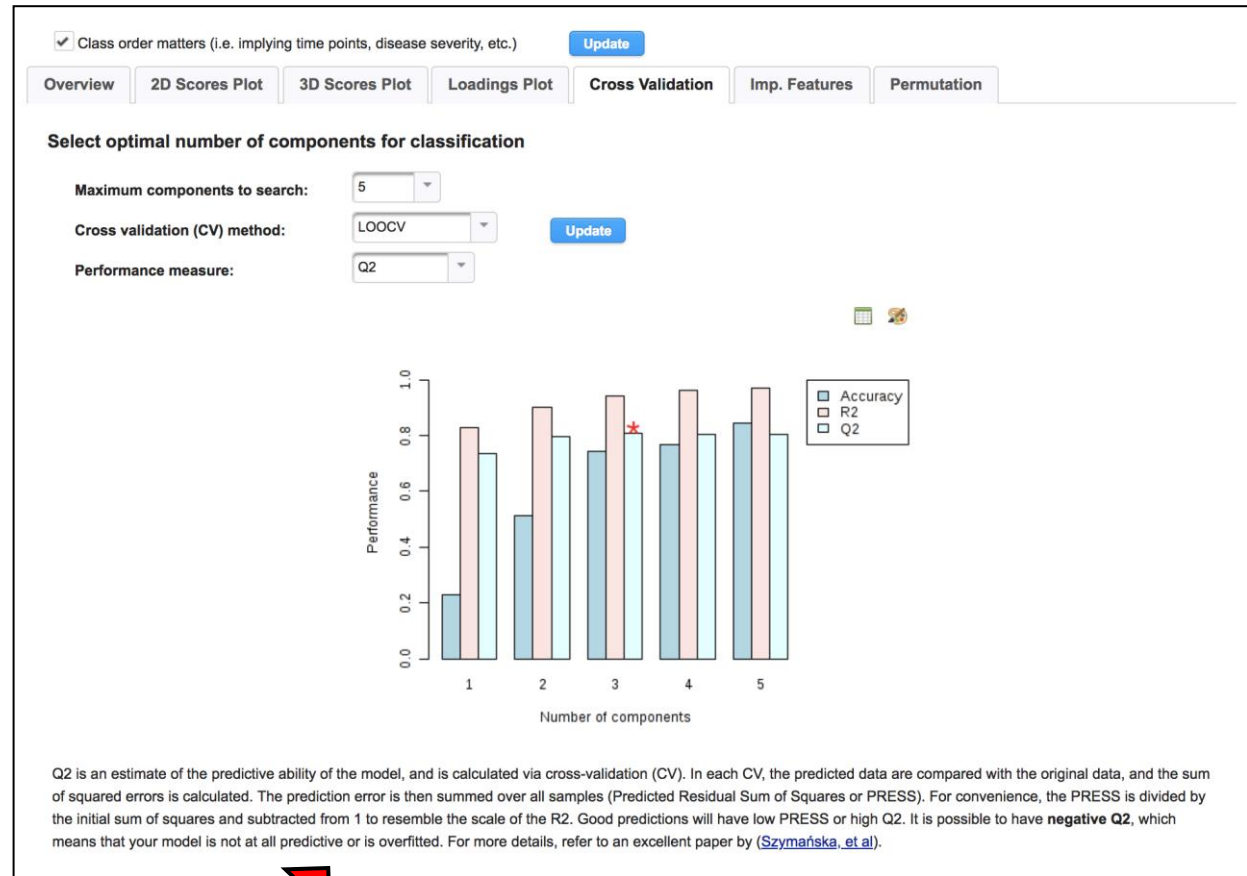 Class order matters (i.e. implying time points, disease severity, etc.) Update
Overview 2D Scores Plot 3D Scores Plot Loadings Plot Cross Validation Imp. Features Permutation
Select optimal number of components for classification
Maximum components to search: 5
Cross validation (CV) method: LOOCV Update
Performance measure: Q2
1.0
0.8
0.6
0.4
0.2
0.0
Performance
Accuracy
R2
Q2
*
1 2 3 4 5
Number of components
Q2 is an estimate of the predictive ability of the model, and is calculated via cross-validation (CV). In each CV, the predicted data are compared with the original data, and the sum
of squared errors is calculated. The prediction error is then summed over all samples (Predicted Residual Sum of Squares or PRESS). For convenience, the PRESS is divided by
the initial sum of squares and subtracted from 1 to resemble the scale of the R2. Good predictions will have low PRESS or high Q2. It is possible to have negative Q2, which
means that your model is not at all predictive or is overfitted. For more details, refer to an excellent paper by (Szymańska, et al).